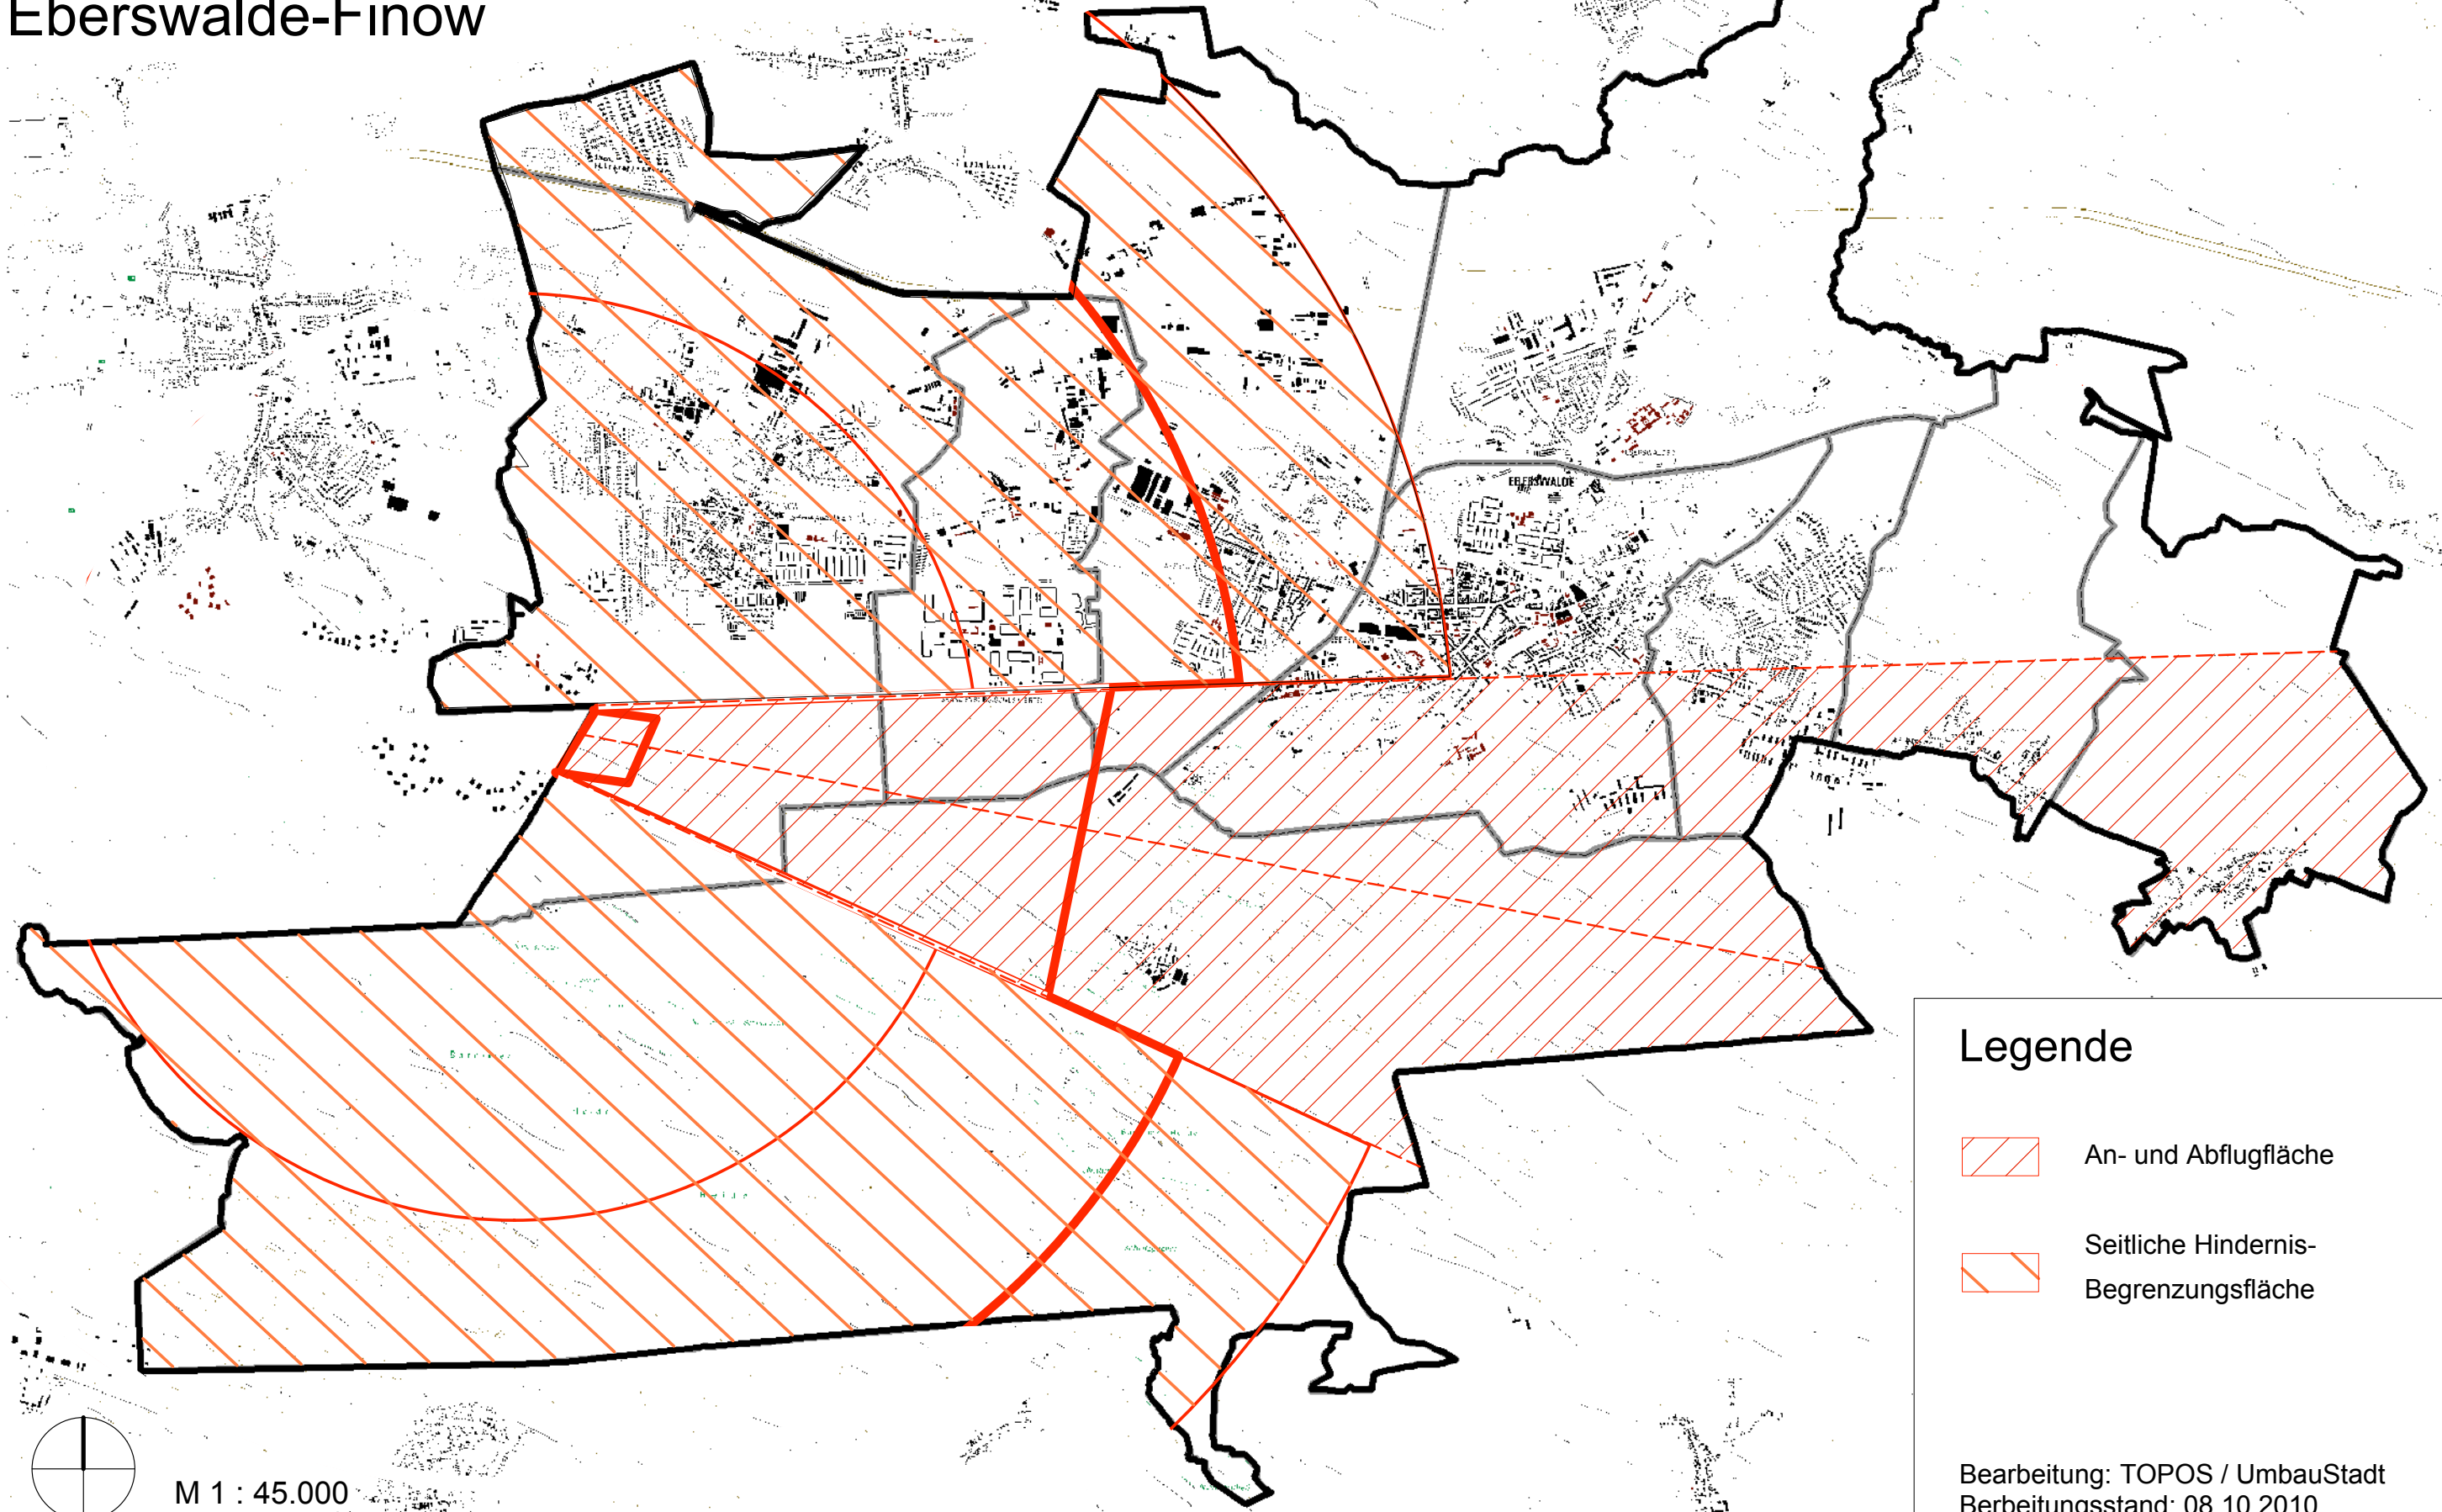 Eberswalde-Finow
EBERSWALDE
Legende
An- und Abflugfläche
Seitliche Hindernis-
Begrenzungsfläche
M 1 : 45.000
Bearbeitung: TOPOS / UmbauStadt
Berbeitungsstand: 08.10.2010